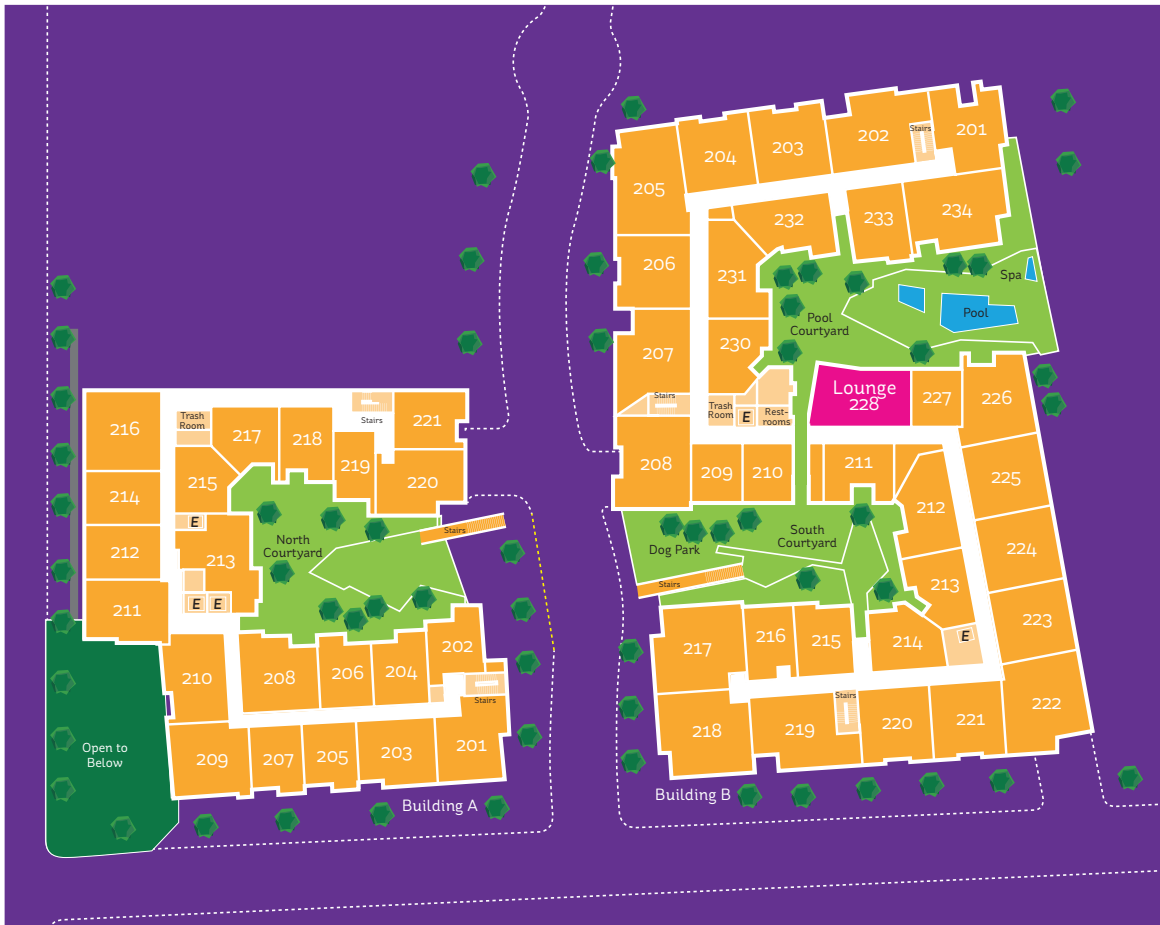 201
202
Stairs
203
204
205
232
233
234
206
231
Spa
Pool
Pool
Courtyard
230
207
Stairs
Trash
Room
E
Rest-
rooms
Lounge
228
227
226
208
209
210
211
212
225
Dog Park
South
Courtyard
224
213
Stairs
223
217
216
215
214
E
222
218
219
Stairs
220
221
Building B
216
Trash
Room
217
218
Stairs
221
219
220
214
215
E
North
Courtyard
Stairs
212
213
E
E
211
210
208
206
204
202
Stairs
209
207
205
203
201
Open to
Below
Building A